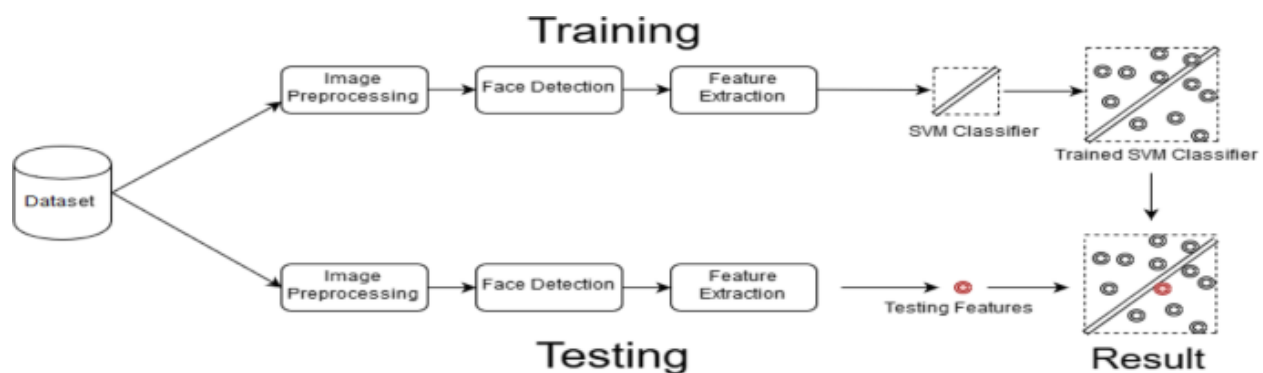 Training
Image
Preprocessing
Face Detection
Feature
Extraction
SVM Classifier
Trained SVM Classifier
Dataset
Image
Preprocessing
Face Detection
Feature
Extraction
Testing Features
Testing
Result